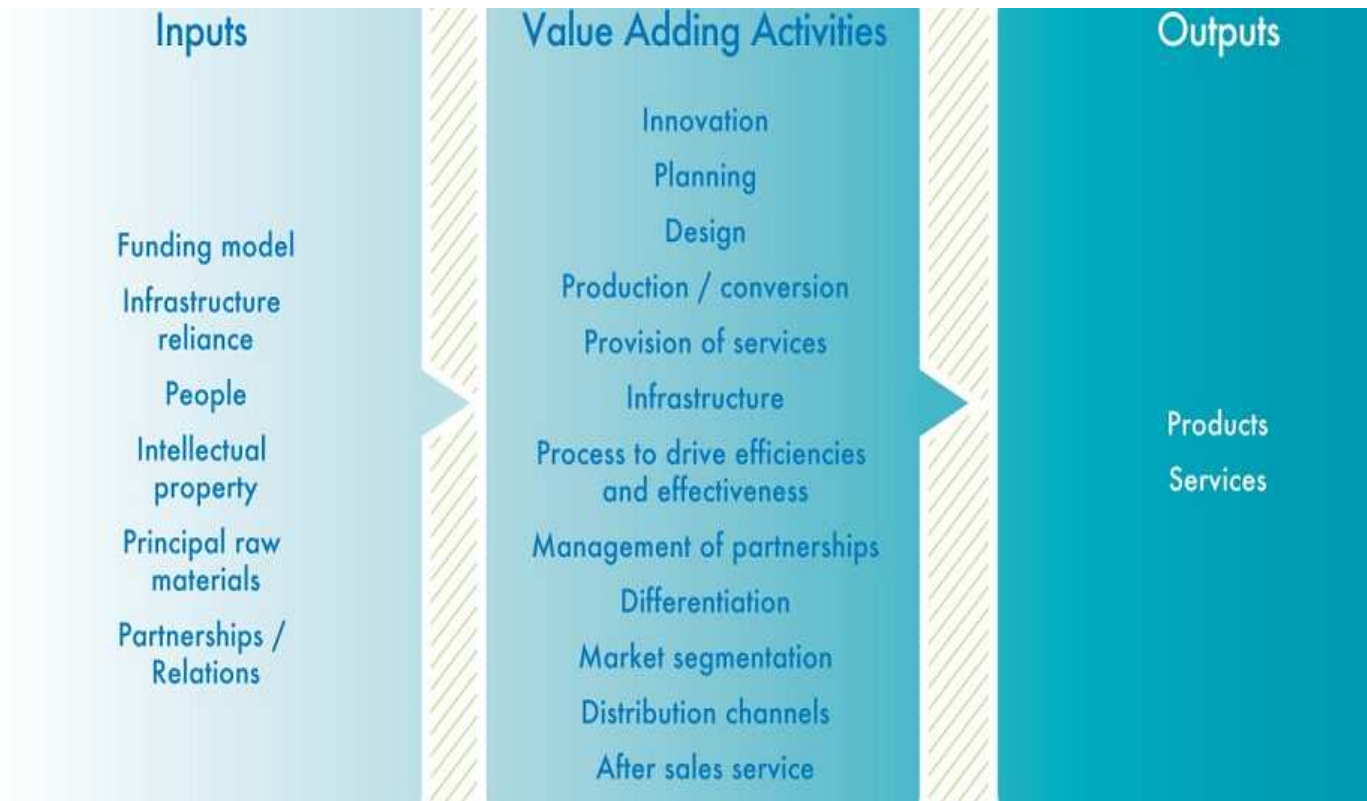 Inputs
Funding model
Infrastructure
reliance
People
Intellectual
property
Principal raw
materials
Partnerships /
Relations
Value Adding Activities
Innovation
Planning
Design
Production / conversion
Provision of services
Infrastructure
Process to drive efficiencies
and effectiveness
Management of partnerships
Differentiation
Market segmentation
Distribution channels
After sales service
Outputs
Products
Services